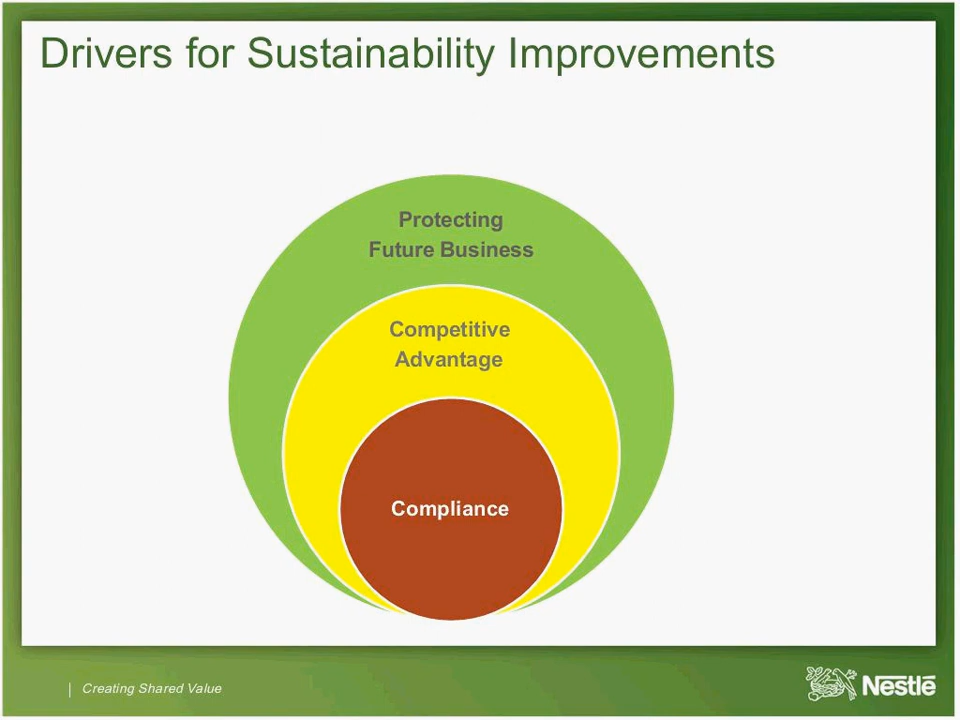 Drivers for Sustainability Improvements
Protecting
Future Business
Competitive
Advantage
Compliance
Creating Shared Value
Nestlé